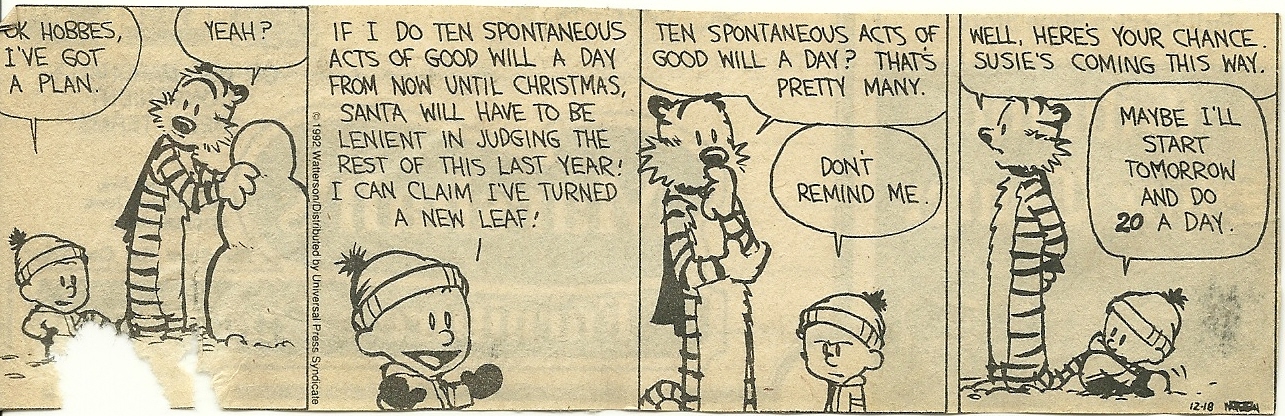 OK HOBBES,
I'VE GOT
A PLAN.
YEAH?
IF I DO TEN SPONTANEOUS
ACTS OF GOOD WILL A DAY
FROM NOW UNTIL CHRISTMAS,
SANTA WILL HAVE TO BE
LENIENT IN JUDGING THE
REST OF THIS LAST YEAR!
I CAN CLAIM I'VE TURNED
A NEW LEAF!
© 1992 Watterson/Distributed by Universal Press Syndicate
TEN SPONTANEOUS ACTS OF
GOOD WILL A DAY? THAT'S
PRETTY MANY.
DON'T
REMIND ME.
WELL, HERE'S YOUR CHANCE.
SUSIE'S COMING THIS WAY.
MAYBE I'LL
START
TOMORROW
AND DO
20 A DAY.
12-18